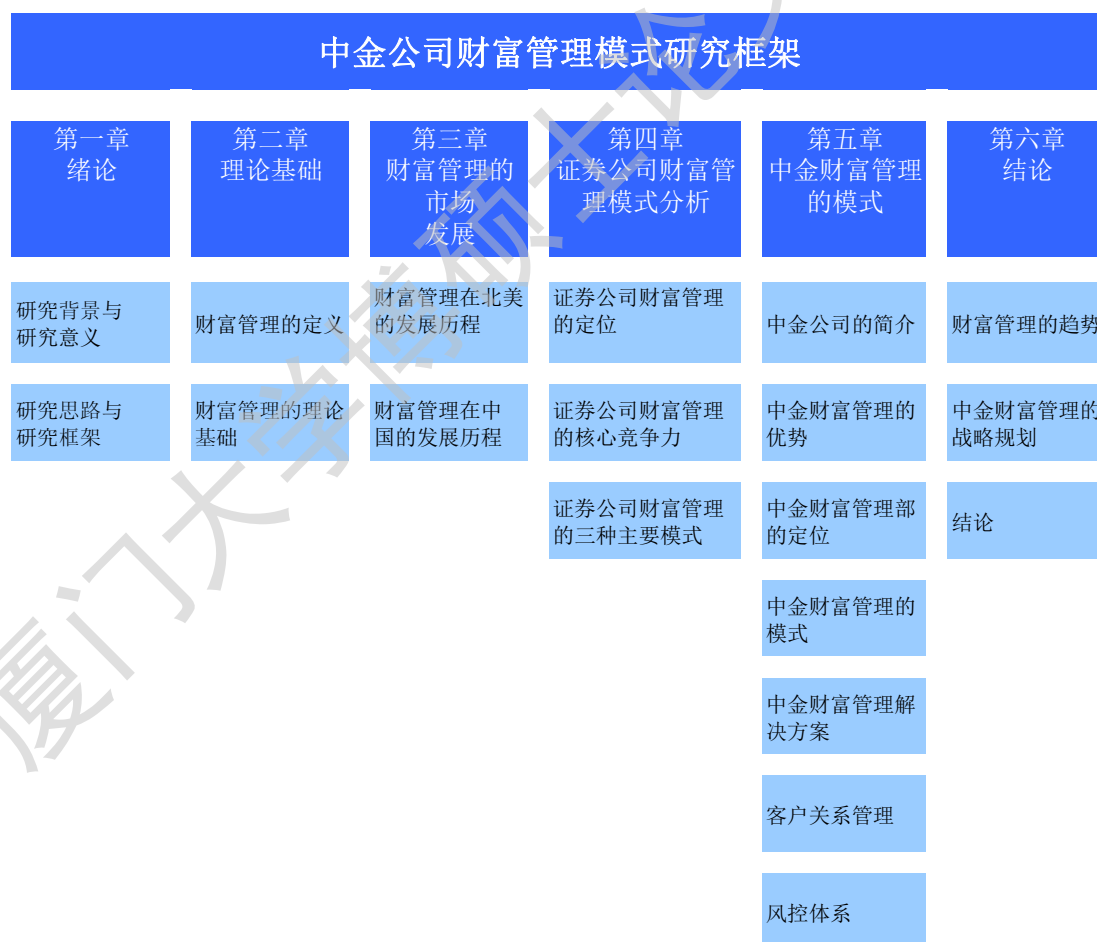 中金公司财富管理模式研究框架
第一章
绪论
研究背景与
研究意义
研究思路与
研究框架
第二章
理论基础
财富管理的定义
财富管理的理论
基础
第三章
财富管理的
市场
发展
财富管理在北美
的发展历程
财富管理在中
国的发展历程
第四章
证券公司财富管
理模式分析
证券公司财富管理
的定位
证券公司财富管理
的核心竞争力
证券公司财富管理
的三种主要模式
第五章
中金财富管理
的模式
中金公司的简介
中金财富管理的
优势
中金财富管理部
的定位
中金财富管理的
模式
中金财富管理解
决方案
客户关系管理
风控体系
第六章
结论
财富管理的趋势
中金财富管理的
战略规划
结论
厦门大学博硕士论